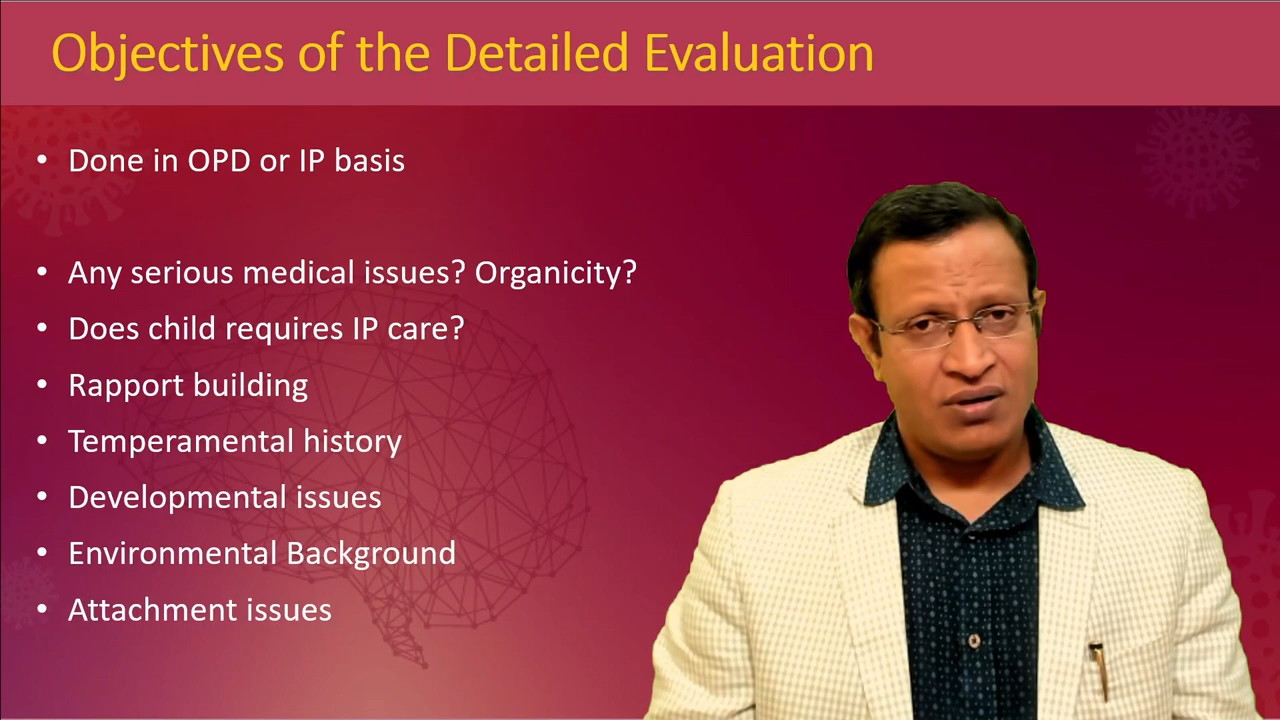 Objectives of the Detailed Evaluation
• Done in OPD or IP basis
• Any serious medical issues? Organicity?
• Does child requires IP care?
• Rapport building
• Temperamental history
• Developmental issues
• Environmental Background
• Attachment issues